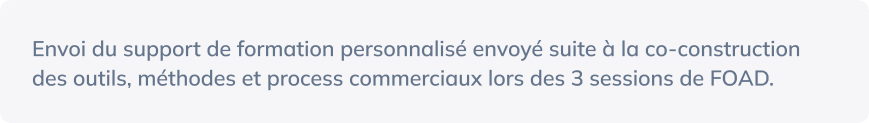 Envoi du support de formation personnalisé envoyé suite à la co-construction
des outils, méthodes et process commerciaux lors des 3 sessions de FOAD.